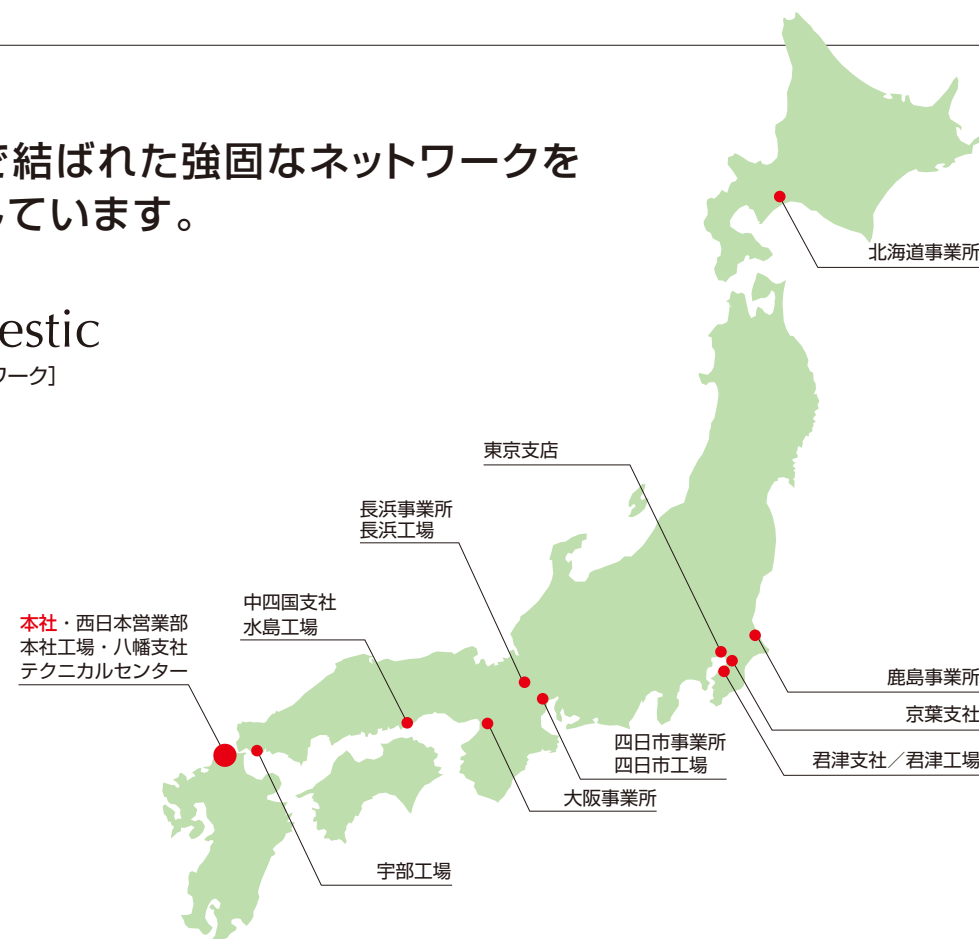 で結ばれた強固なネットワークを
しています。
estic
ワーク]
北海道事業所
東京支店
長浜事業所
長浜工場
中四国支社
水島工場
本社・西日本営業部
本社工場・八幡支社
テクニカルセンター
鹿島事業所
京葉支社
君津支社／君津工場
四日市事業所
四日市工場
大阪事業所
宇部工場